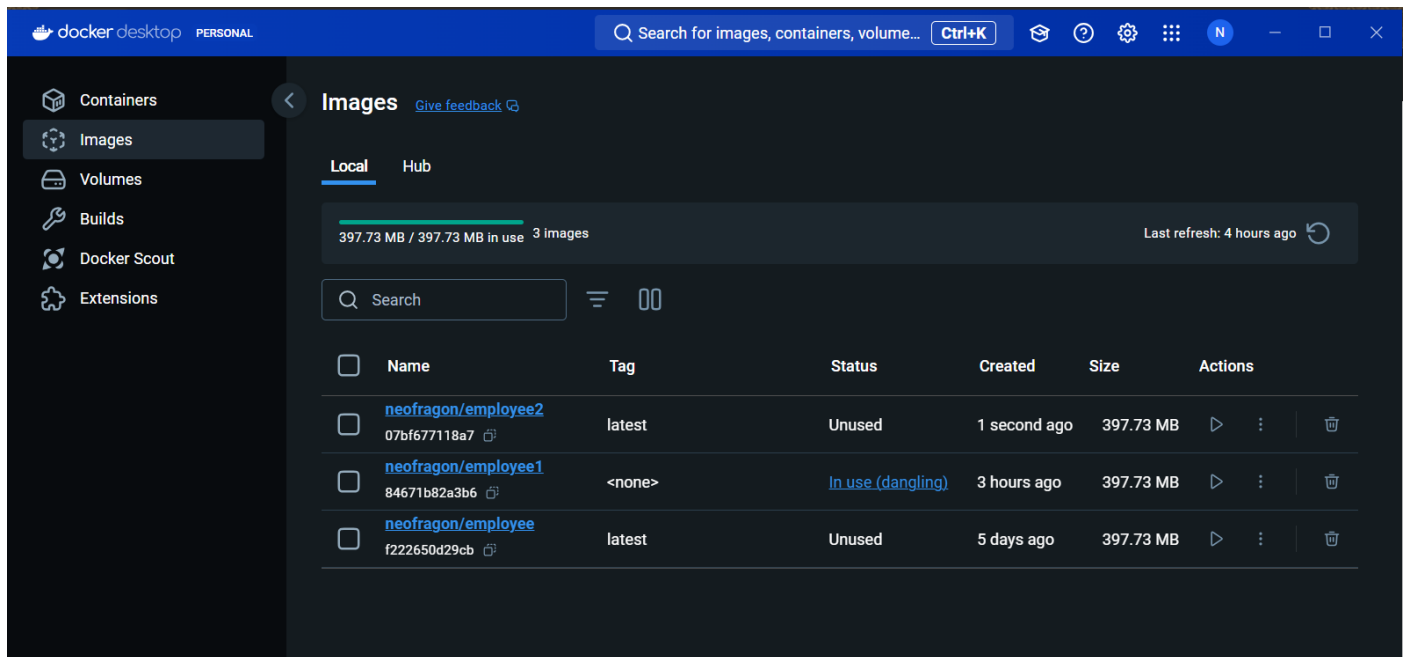 docker desktop PERSONAL
Search for images, containers, volume... Ctrl+K
N
Containers
Images
Volumes
Builds
Docker Scout
Extensions
Images Give feedback
Local Hub
397.73 MB / 397.73 MB in use 3 images
Last refresh: 4 hours ago
Search
Name Tag Status Created Size Actions
neofragon/employee2
07bf677118a7
latest Unused 1 second ago 397.73 MB
neofragon/employee1
84671b82a3b6
<none> In use (dangling) 3 hours ago 397.73 MB
neofragon/employee
f222650d29cb
latest Unused 5 days ago 397.73 MB